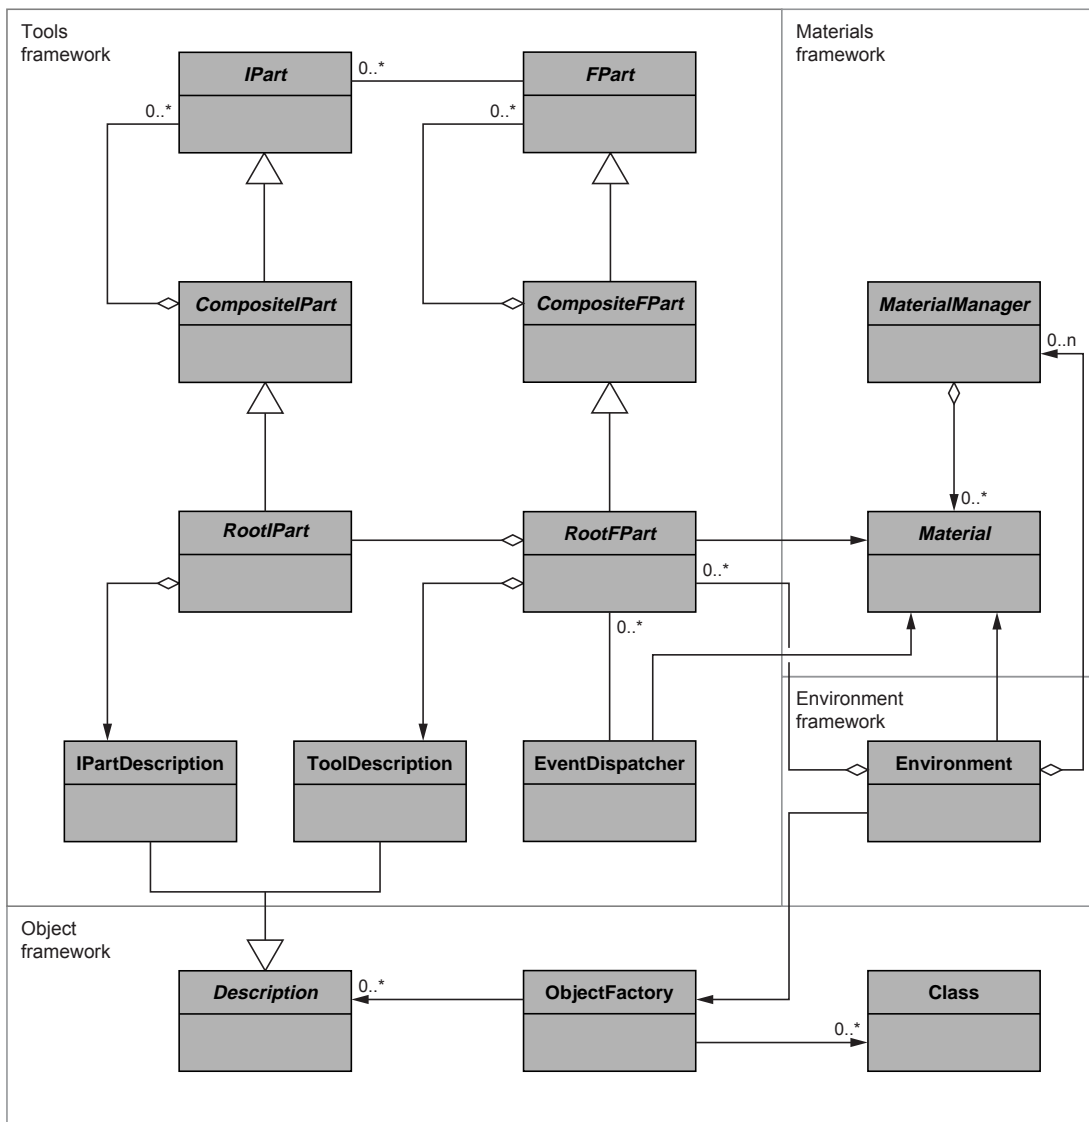 Tools
framework
Materials
framework
IPart
0..*
FPart
0..*
0..*
CompositeIPart
CompositeFPart
MaterialManager
0..n
0..*
RootIPart
RootFPart
Material
0..*
0..*
Environment
framework
IPartDescription
ToolDescription
EventDispatcher
Environment
Object
framework
Description
0..*
ObjectFactory
Class
0..*